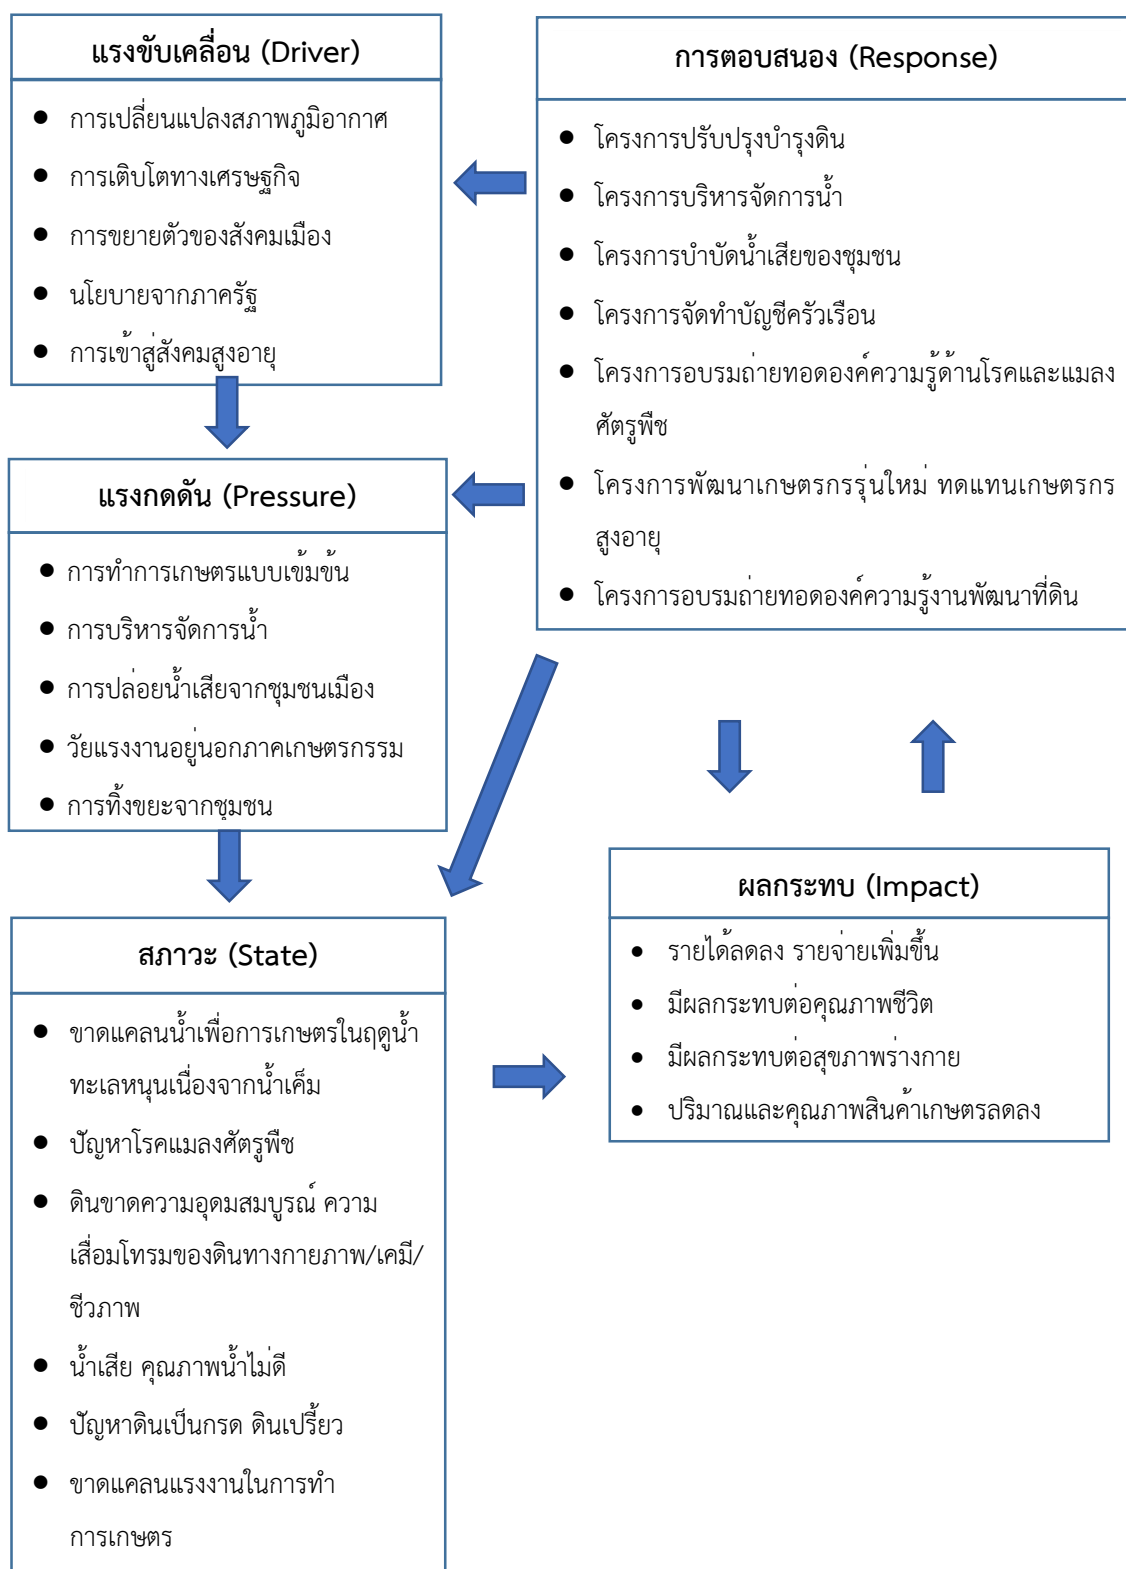 แรงขับเคลื่อน (Driver)
● การเปลี่ยนแปลงสภาพภูมิอากาศ
● การเติบโตทางเศรษฐกิจ
● การขยายตัวของสังคมเมือง
● นโยบายจากภาครัฐ
● การเข้าสู่สังคมสูงอายุ
การตอบสนอง (Response)
● โครงการปรับปรุงบำรุงดิน
● โครงการบริหารจัดการน้ำ
● โครงการบำบัดน้ำเสียของชุมชน
● โครงการจัดทำบัญชีครัวเรือน
● โครงการอบรมถ่ายทอดองค์ความรู้ด้านโรคและแมลง
ศัตรูพืช
● โครงการพัฒนาเกษตรกรรุ่นใหม่ ทดแทนเกษตรกร
สูงอายุ
● โครงการอบรมถ่ายทอดองค์ความรู้งานพัฒนาที่ดิน
แรงกดดัน (Pressure)
● การทำการเกษตรแบบเข้มข้น
● การบริหารจัดการน้ำ
● การปล่อยน้ำเสียจากชุมชนเมือง
● วัยแรงงานอยู่นอกภาคเกษตรกรรม
● การทิ้งขยะจากชุมชน
สภาวะ (State)
● ขาดแคลนน้ำเพื่อการเกษตรในฤดูน้ำ
ทะเลหนุนเนื่องจากน้ำเค็ม
● ปัญหาโรคแมลงศัตรูพืช
● ดินขาดความอุดมสมบูรณ์ ความ
เสื่อมโทรมของดินทางกายภาพ/เคมี/
ชีวภาพ
● น้ำเสีย คุณภาพน้ำไม่ดี
● ปัญหาดินเป็นกรด ดินเปรี้ยว
● ขาดแคลนแรงงานในการทำ
การเกษตร
ผลกระทบ (Impact)
● รายได้ลดลง รายจ่ายเพิ่มขึ้น
● มีผลกระทบต่อคุณภาพชีวิต
● มีผลกระทบต่อสุขภาพร่างกาย
● ปริมาณและคุณภาพสินค้าเกษตรลดลง